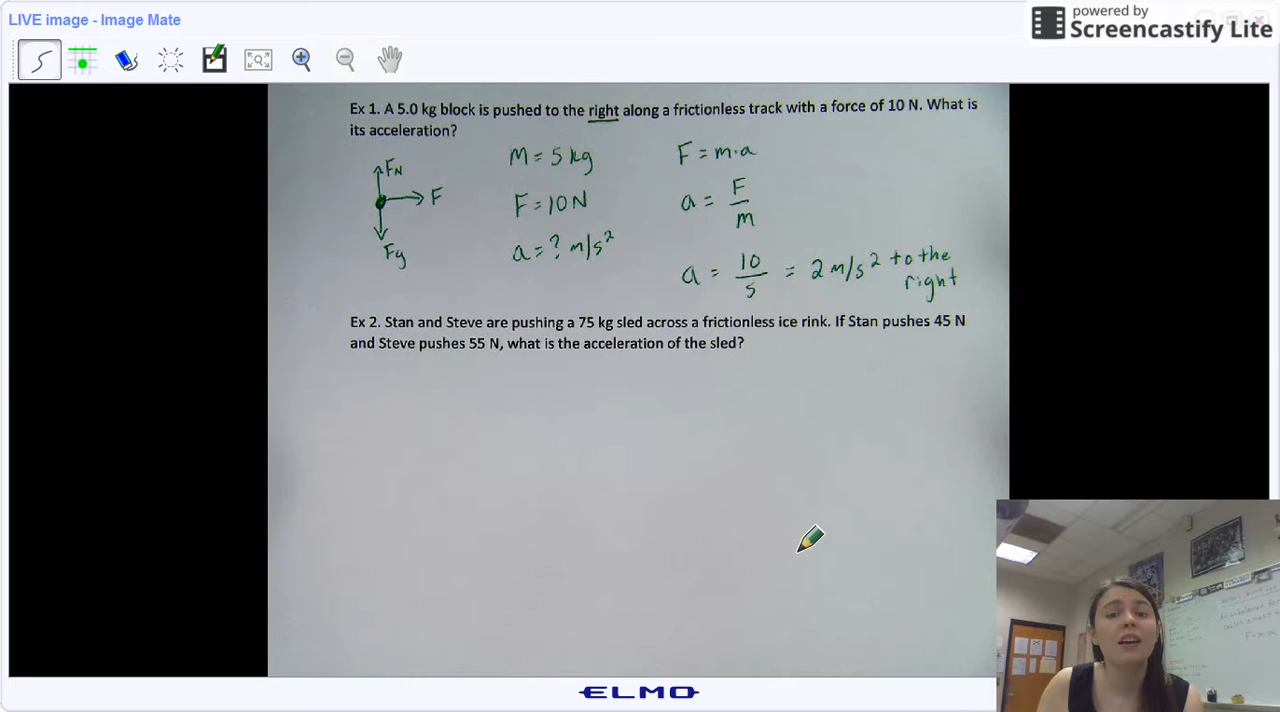 LIVE image - Image Mate
powered by
Screencastify Lite
Ex 1. A 5.0 kg block is pushed to the right along a frictionless track with a force of 10 N. What is
its acceleration?
FN
F
Fg
m = 5 kg
F = 10 N
a = ? m/s²
F = m·a
a = F/m
a = 10/5 = 2 m/s² to the
right
Ex 2. Stan and Steve are pushing a 75 kg sled across a frictionless ice rink. If Stan pushes 45 N
and Steve pushes 55 N, what is the acceleration of the sled?
ELMO